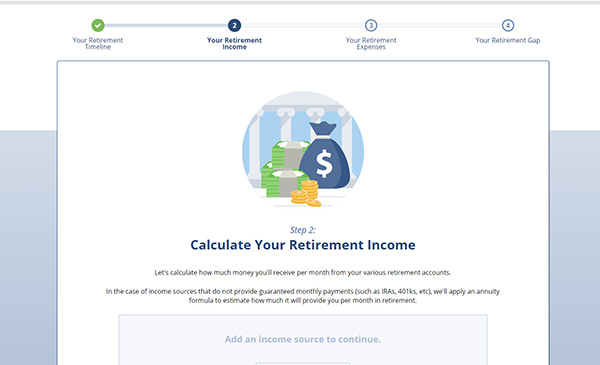 2
3
4
Your Retirement
Timeline
Your Retirement
Income
Your Retirement
Expenses
Your Retirement Gap
$
Step 2:
Calculate Your Retirement Income
Let's calculate how much money you'll receive per month from your various retirement accounts.
In the case of income sources that do not provide guaranteed monthly payments (such as IRAs, 401ks, etc), we'll apply an annuity
formula to estimate how much it will provide you per month in retirement.
Add an income source to continue.